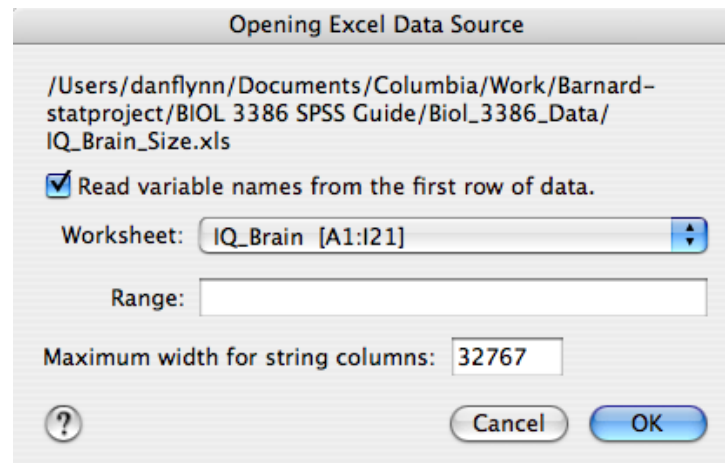 Opening Excel Data Source
/Users/danflynn/Documents/Columbia/Work/Barnard-
statproject/BIOL 3386 SPSS Guide/Biol_3386_Data/
IQ_Brain_Size.xls
Read variable names from the first row of data.
Worksheet: IQ_Brain [A1:I21]
Range:
Maximum width for string columns: 32767
? Cancel OK